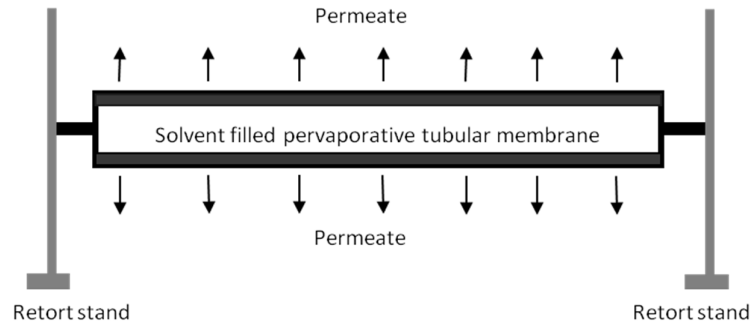 Permeate
Solvent filled pervaporative tubular membrane
Permeate
Retort stand
Retort stand